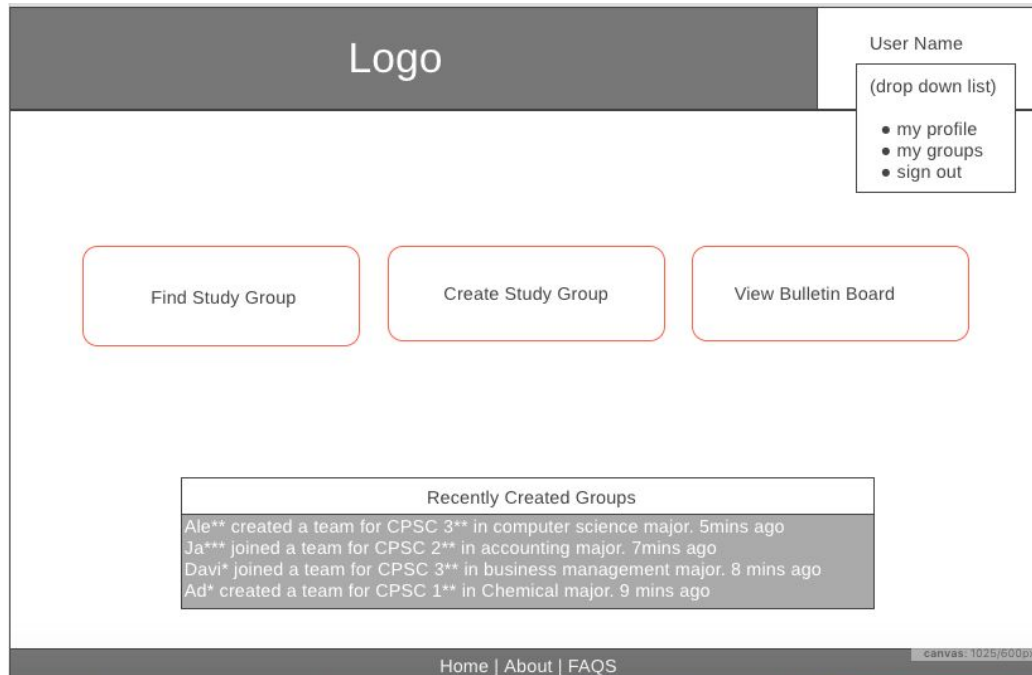 Logo
User Name
(drop down list)
● my profile
● my groups
● sign out
Find Study Group
Create Study Group
View Bulletin Board
Recently Created Groups
Ale** created a team for CPSC 3** in computer science major. 5mins ago
Ja*** joined a team for CPSC 2** in accounting major. 7mins ago
Davi* joined a team for CPSC 3** in business management major. 8 mins ago
Ad* created a team for CPSC 1** in Chemical major. 9 mins ago
canvas: 1025/600px
Home | About | FAQS